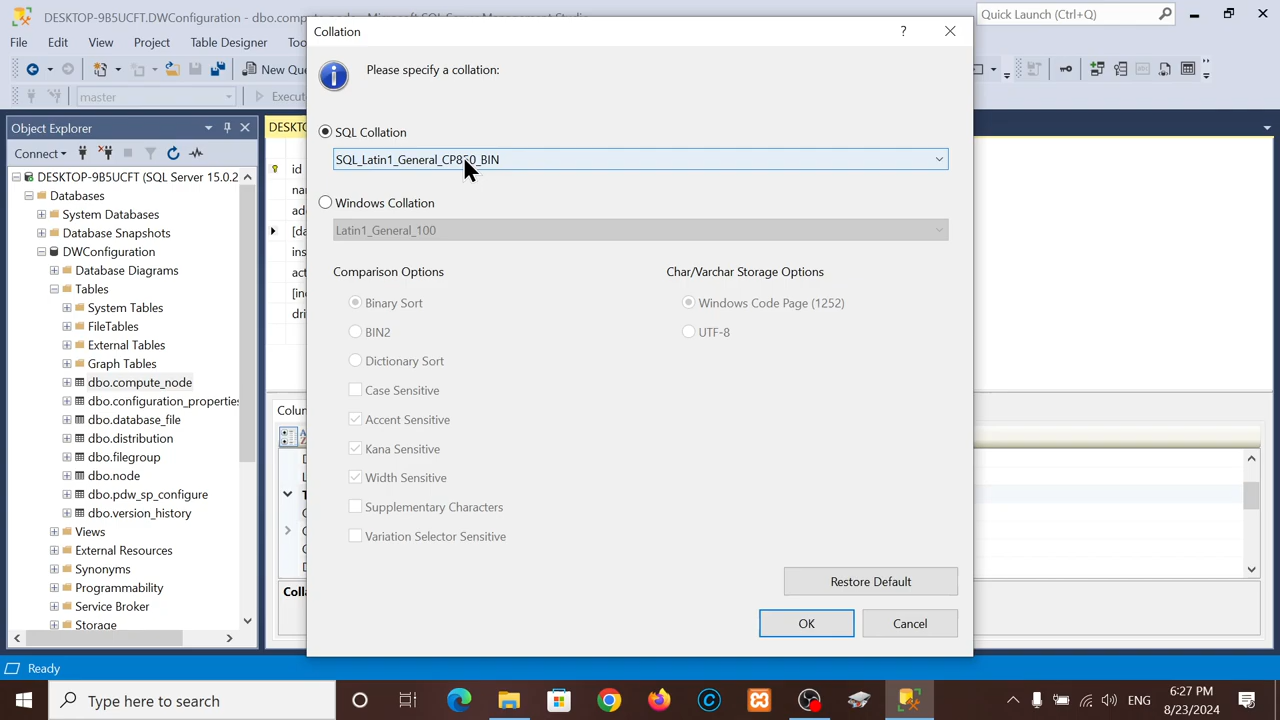 DESKTOP-9B5UCFT.DWConfiguration - dbo.compute_node - Microsoft SQL Server Management Studio
Quick Launch (Ctrl+Q)
File Edit View Project Table Designer
New
master
Object Explorer
Connect
DESKTOP-9B5UCFT (SQL Server 15.0.2
Databases
System Databases
Database Snapshots
DWConfiguration
Database Diagrams
Tables
System Tables
FileTables
External Tables
Graph Tables
dbo.compute_node
dbo.configuration_properties
dbo.database_file
dbo.distribution
dbo.filegroup
dbo.node
dbo.pdw_sp_configure
dbo.version_history
Views
External Resources
Synonyms
Programmability
Service Broker
Storage
id
Collation
?
Please specify a collation:
SQL Collation
SQL_Latin1_General_CP850_BIN
Windows Collation
Latin1_General_100
Comparison Options
Char/Varchar Storage Options
Binary Sort
Windows Code Page (1252)
BIN2
UTF-8
Dictionary Sort
Case Sensitive
Accent Sensitive
Kana Sensitive
Width Sensitive
Supplementary Characters
Variation Selector Sensitive
Restore Default
OK Cancel
Ready
Type here to search
ENG
6:27 PM
8/23/2024